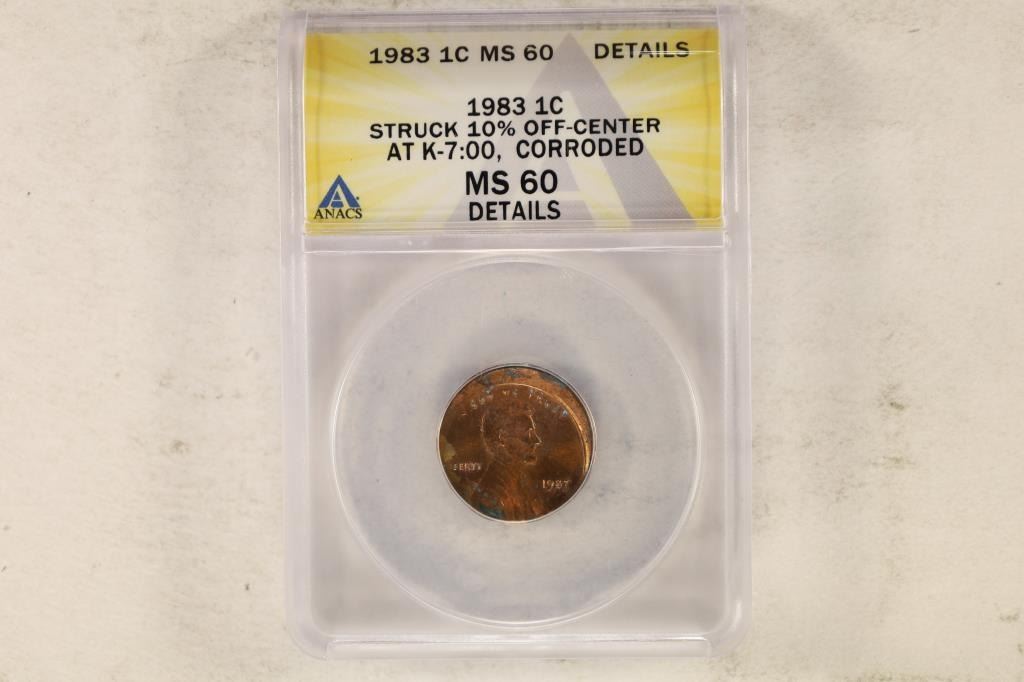 1983 1C MS 60 DETAILS
1983 1C
STRUCK 10% OFF-CENTER
AT K-7:00, CORRODED
MS 60
DETAILS
ANACS